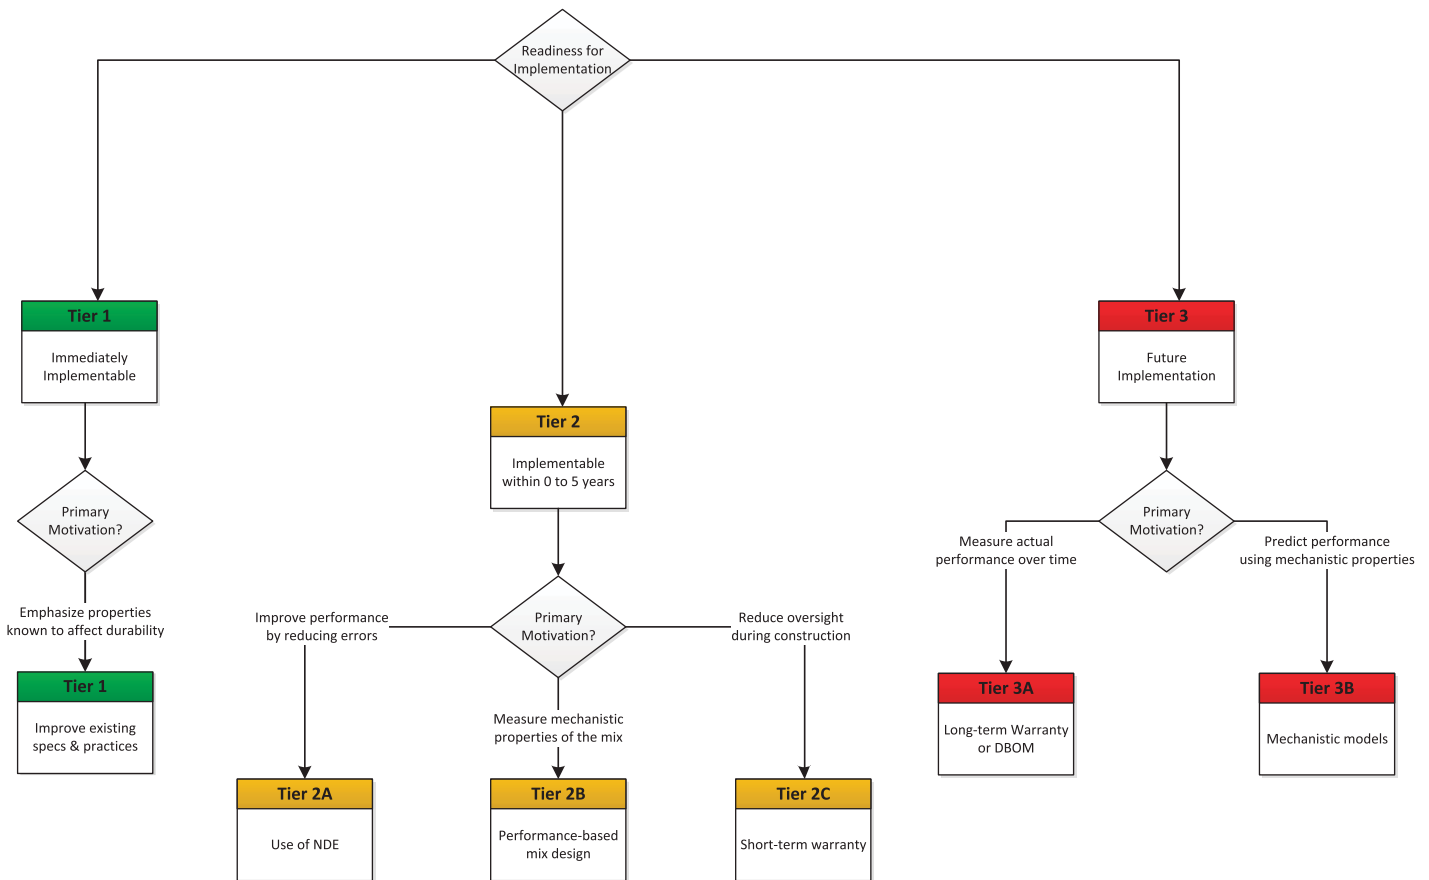 Readiness for
Implementation
Tier 1
Immediately
Implementable
Primary
Motivation?
Emphasize properties
known to affect durability
Tier 1
Improve existing
specs & practices
Tier 2
Implementable
within 0 to 5 years
Primary
Motivation?
Improve performance
by reducing errors
Measure mechanistic
properties of the mix
Reduce oversight
during construction
Tier 2A
Use of NDE
Tier 2B
Performance-based
mix design
Tier 2C
Short-term warranty
Tier 3
Future
Implementation
Primary
Motivation?
Measure actual
performance over time
Predict performance
using mechanistic properties
Tier 3A
Long-term Warranty
or DBOM
Tier 3B
Mechanistic models